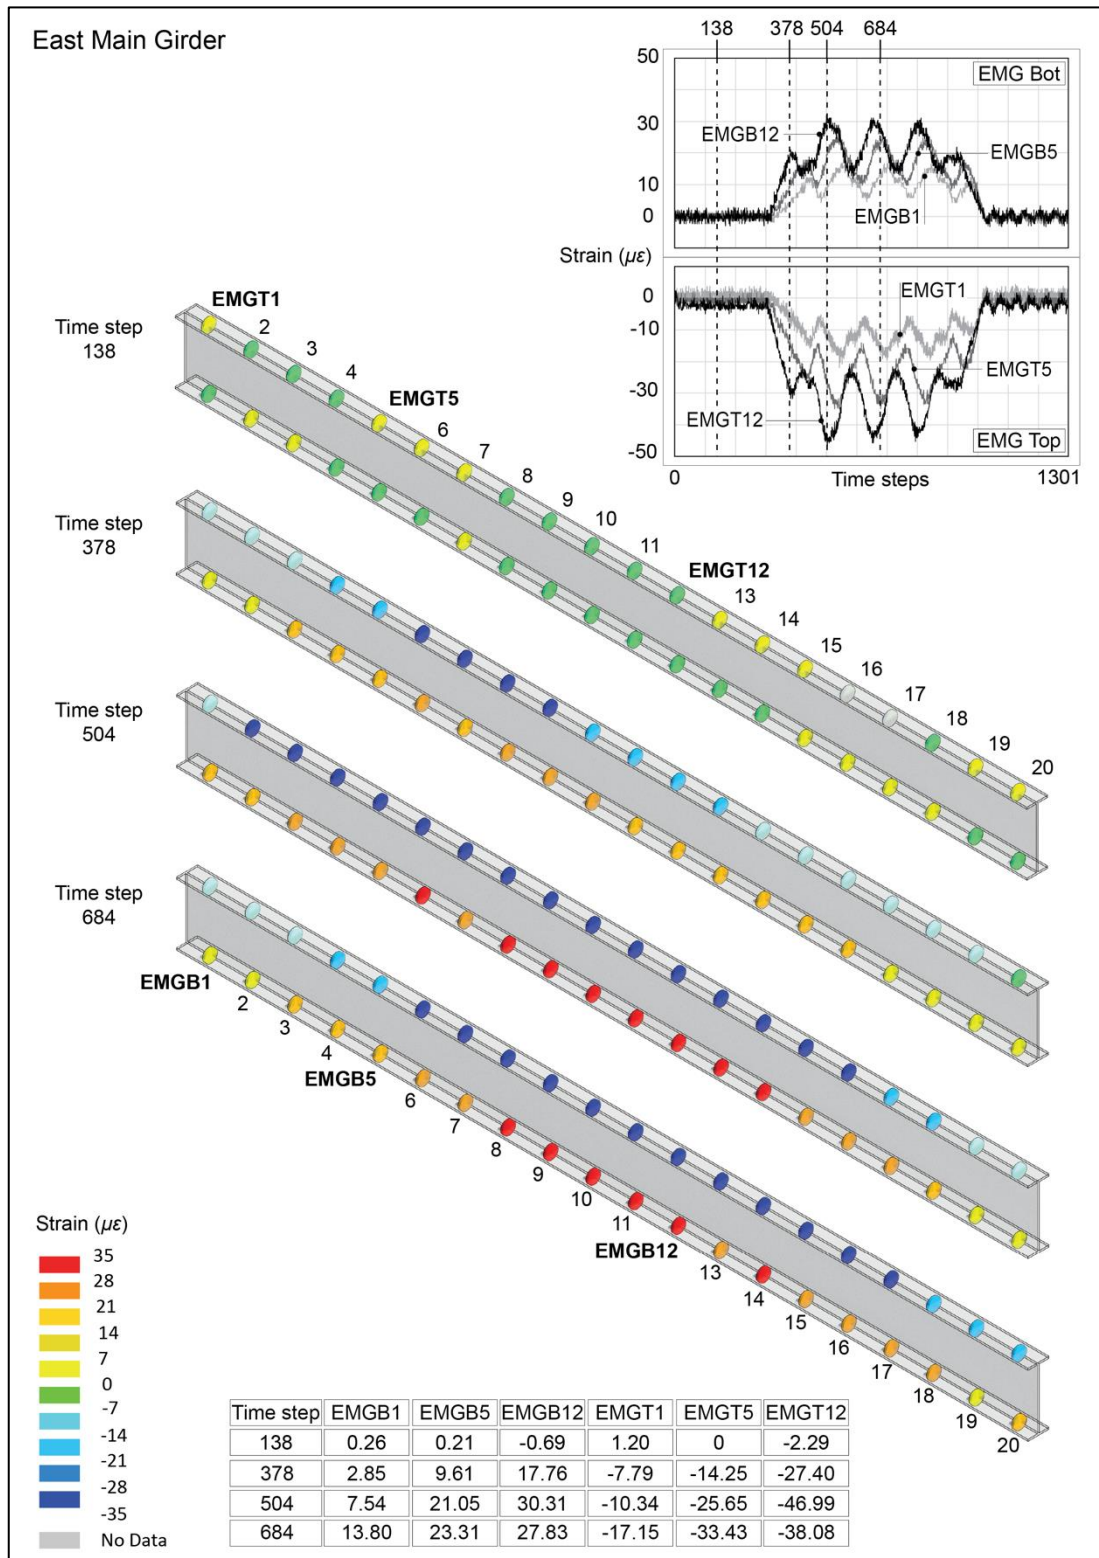 East Main Girder
138 378 504 684
50
30
10
0
EMG Bot
EMGB12
EMGB5
EMGB1
Strain (με)
0
-10
-30
-50
EMGT1
EMGT5
EMGT12
EMG Top
0 Time steps 1301
Time step
138
EMGT1
2
3
4
EMGT5
6
7
8
9
10
11
EMGT12
13
14
15
16
17
18
19
20
Time step
378
Time step
504
Time step
684
EMGB1
2
3
4
EMGB5
6
7
8
9
10
11
EMGB12
13
14
15
16
17
18
19
20
Strain (με)
35
28
21
14
7
0
-7
-14
-21
-28
-35
No Data
Time step EMGB1 EMGB5 EMGB12 EMGT1 EMGT5 EMGT12
138 0.26 0.21 -0.69 1.20 0 -2.29
378 2.85 9.61 17.76 -7.79 -14.25 -27.40
504 7.54 21.05 30.31 -10.34 -25.65 -46.99
684 13.80 23.31 27.83 -17.15 -33.43 -38.08